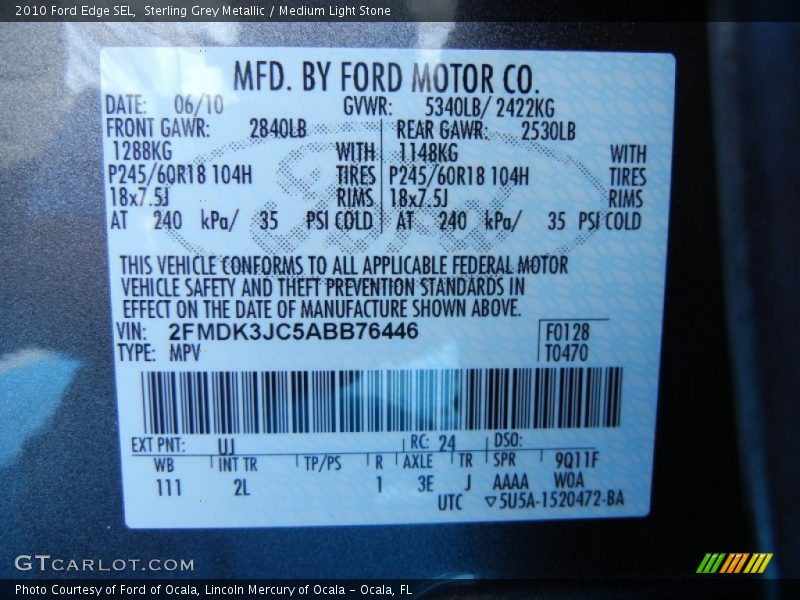 2010 Ford Edge SEL, Sterling Grey Metallic / Medium Light Stone
MFD. BY FORD MOTOR CO.
DATE: 06/10 GVWR: 5340LB/ 2422KG
FRONT GAWR: 2840LB REAR GAWR: 2530LB
1288KG WITH 1148KG WITH
P245/60R18 104H TIRES P245/60R18 104H TIRES
18x7.5J RIMS 18x7.5J RIMS
AT 240 kPa/ 35 PSI COLD AT 240 kPa/ 35 PSI COLD
Ford
THIS VEHICLE CONFORMS TO ALL APPLICABLE FEDERAL MOTOR
VEHICLE SAFETY AND THEFT PREVENTION STANDARDS IN
EFFECT ON THE DATE OF MANUFACTURE SHOWN ABOVE.
VIN: 2FMDK3JC5ABB76446 F0128
TYPE: MPV T0470
EXT PNT: UJ RC: 24 DSO:
WB INT TR TP/PS R AXLE TR SPR 9Q11F
111 2L 1 3E J AAAA WOA
UTC ▽5U5A-1520472-BA
GTCARLOT.COM
Photo Courtesy of Ford of Ocala, Lincoln Mercury of Ocala – Ocala, FL